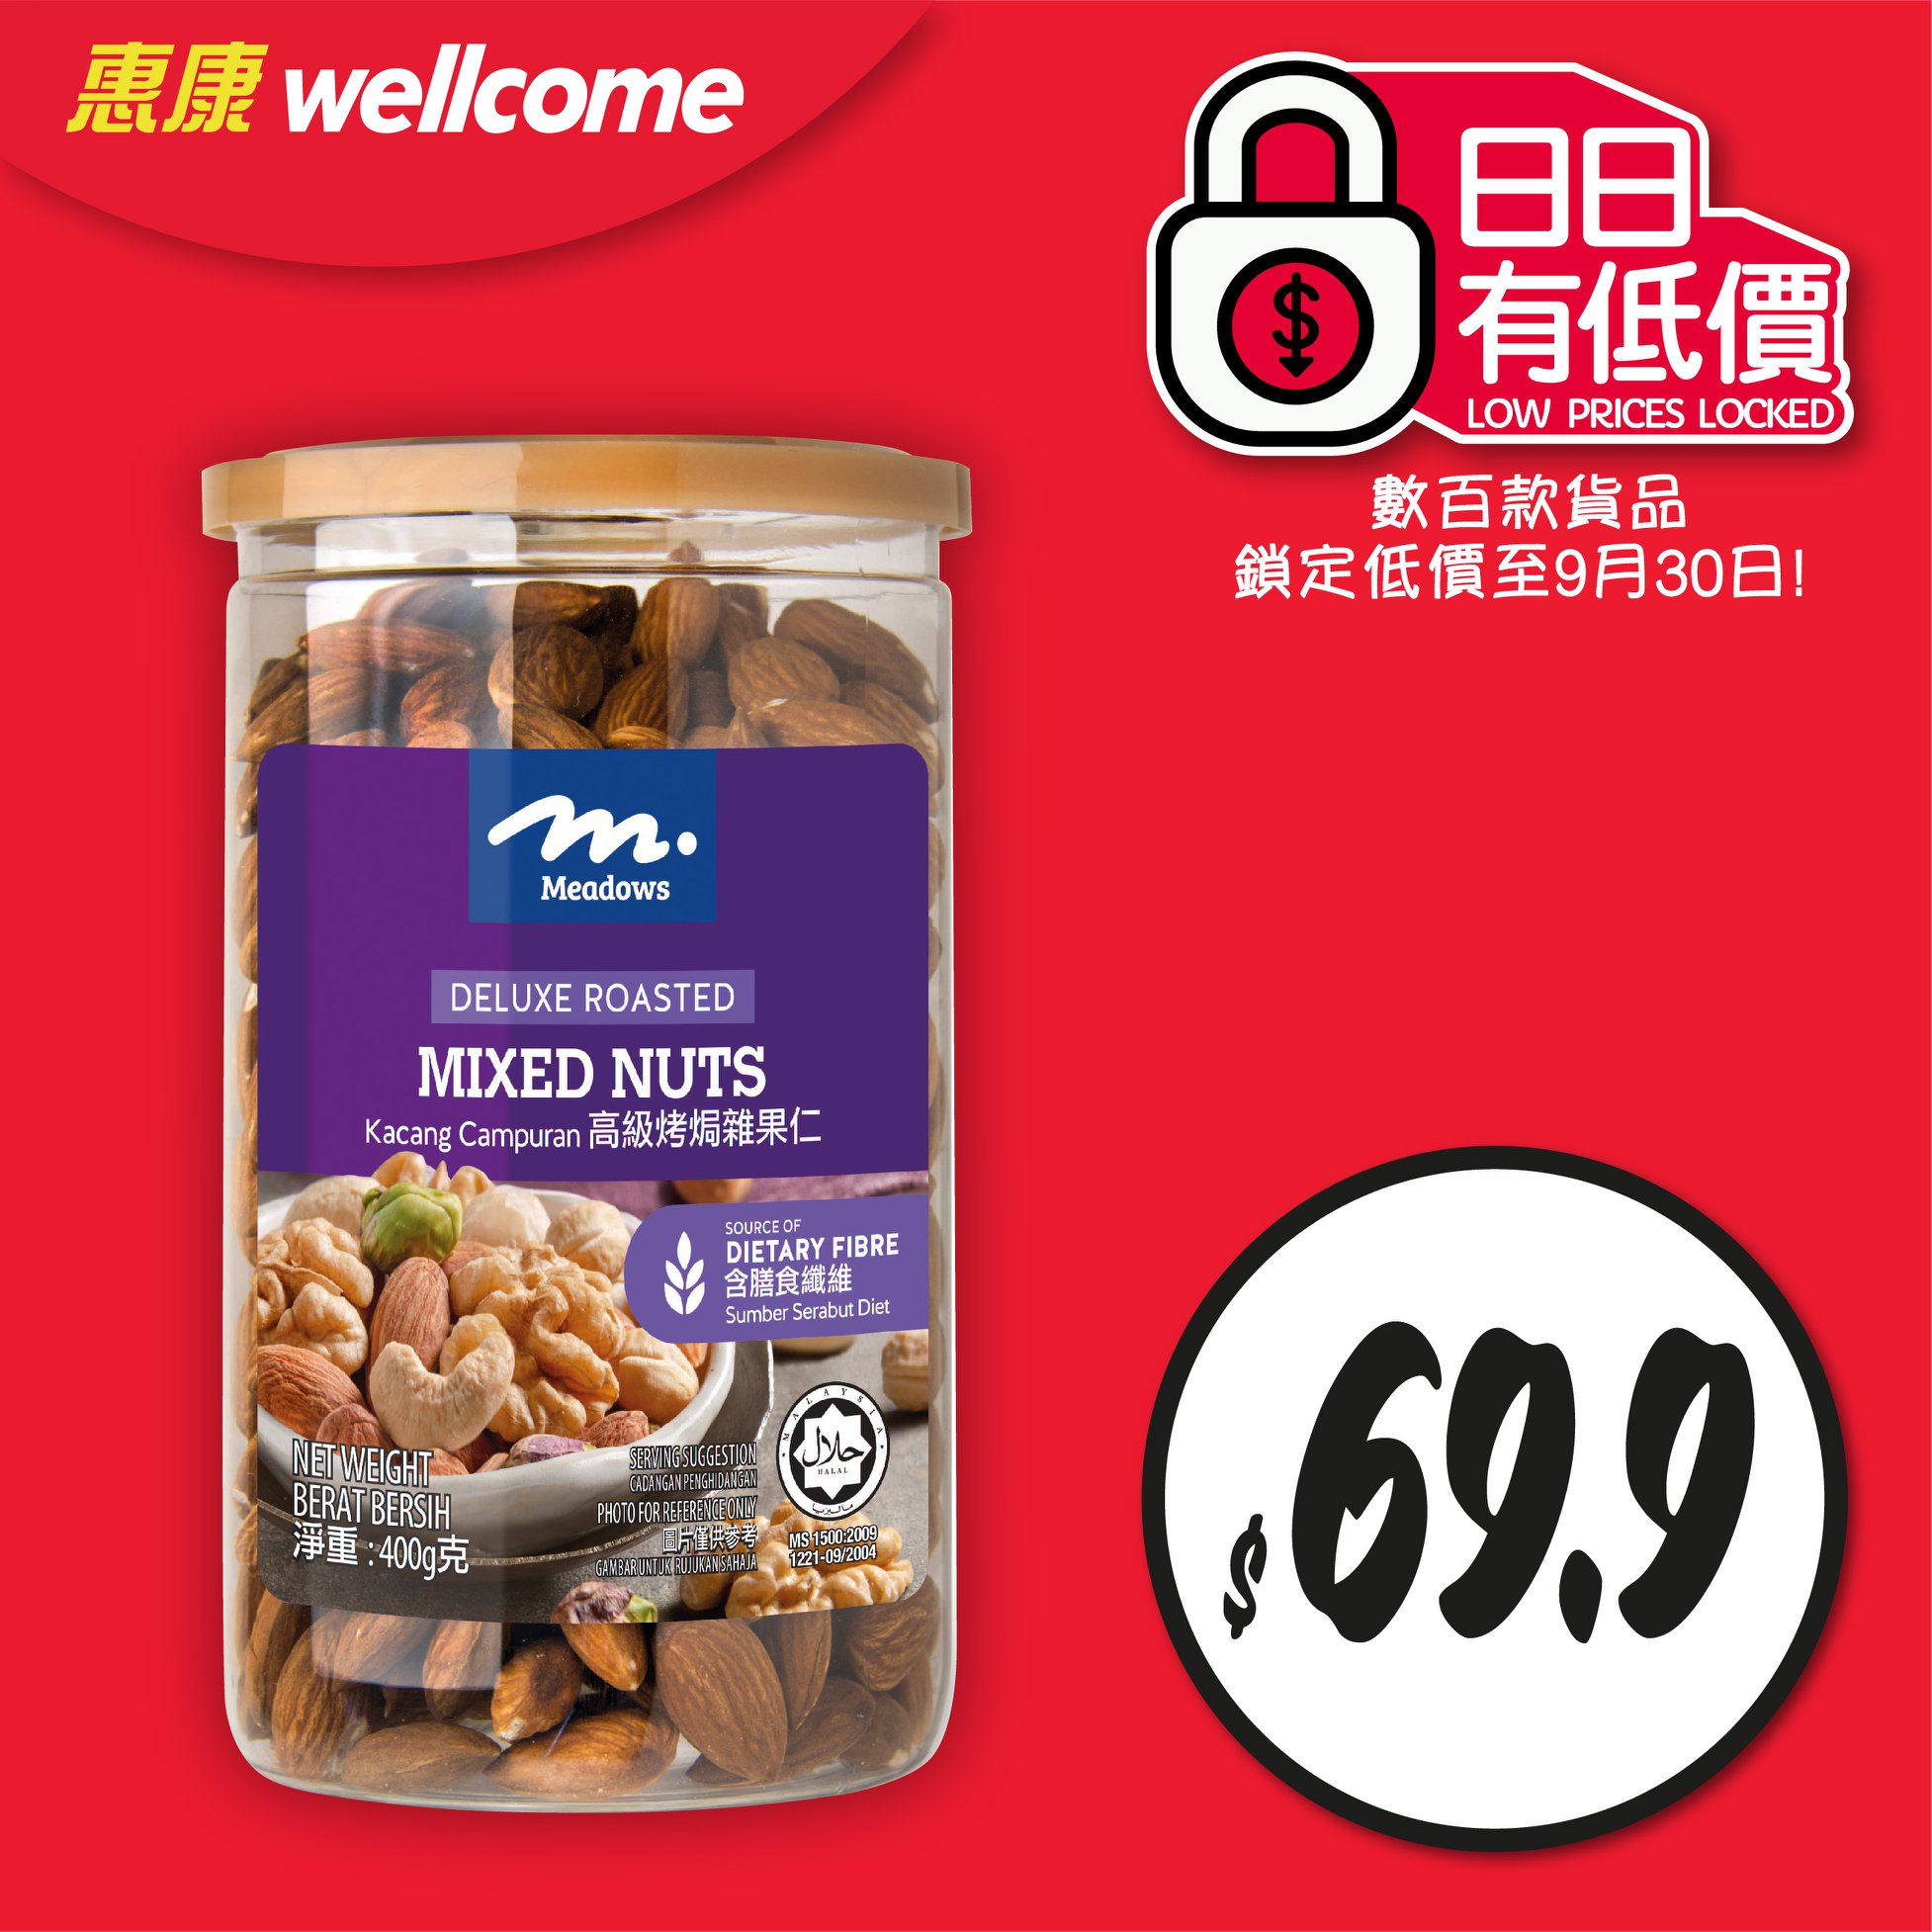 惠康 wellcome
日日
有低價
LOW PRICES LOCKED
數百款貨品
鎖定低價至9月30日!
m.
Meadows
DELUXE ROASTED
MIXED NUTS
Kacang Campuran 高級烤焗雜果仁
SOURCE OF
DIETARY FIBRE
含膳食纖維
Sumber Serabut Diet
NET WEIGHT
BERAT BERSIH
淨重 : 400g克
SERVING SUGGESTION
CADANGAN PENGHIDANGAN
PHOTO FOR REFERENCE ONLY
圖片僅供參考
GAMBAR UNTUK RUJUKAN SAHAJA
MALAYSIA
حلال
HALAL
ماليزيا
MS 1500:2009
1221-09/2004
$69.9